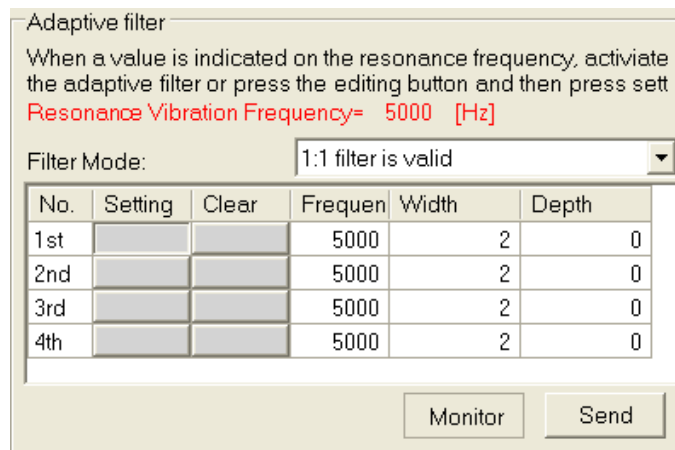 Adaptive filter
When a value is indicated on the resonance frequency, activiate
the adaptive filter or press the editing button and then press sett
Resonance Vibration Frequency= 5000 [Hz]
Filter Mode: 1:1 filter is valid
No. Setting Clear Frequen Width Depth
1st 5000 2 0
2nd 5000 2 0
3rd 5000 2 0
4th 5000 2 0
Monitor Send